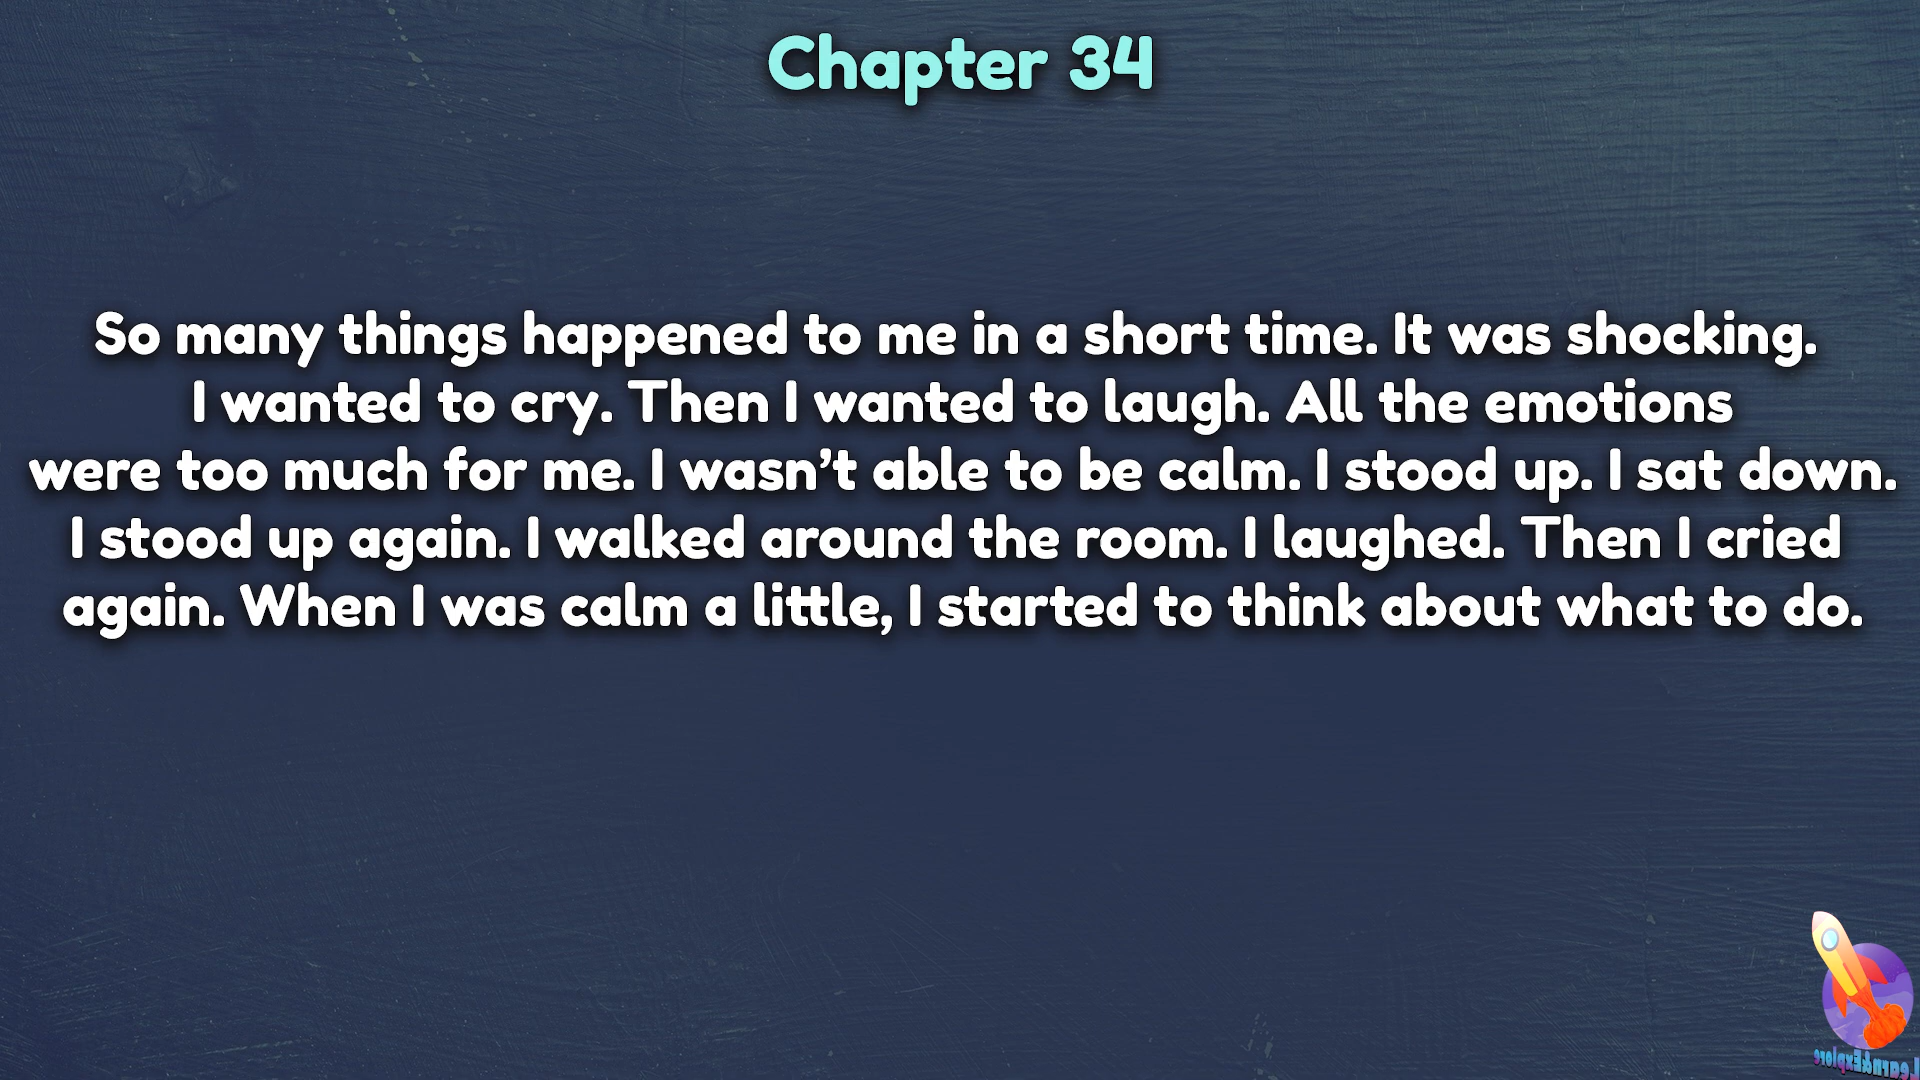 Chapter 34
So many things happened to me in a short time. It was shocking.
I wanted to cry. Then I wanted to laugh. All the emotions
were too much for me. I wasn’t able to be calm. I stood up. I sat down.
I stood up again. I walked around the room. I laughed. Then I cried
again. When I was calm a little, I started to think about what to do.
Learn&Explore